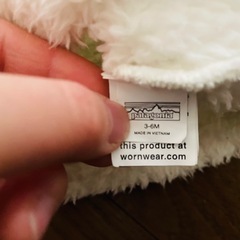 patagonia
3-6M
MADE IN VIETNAM
this product at
wornwear.com